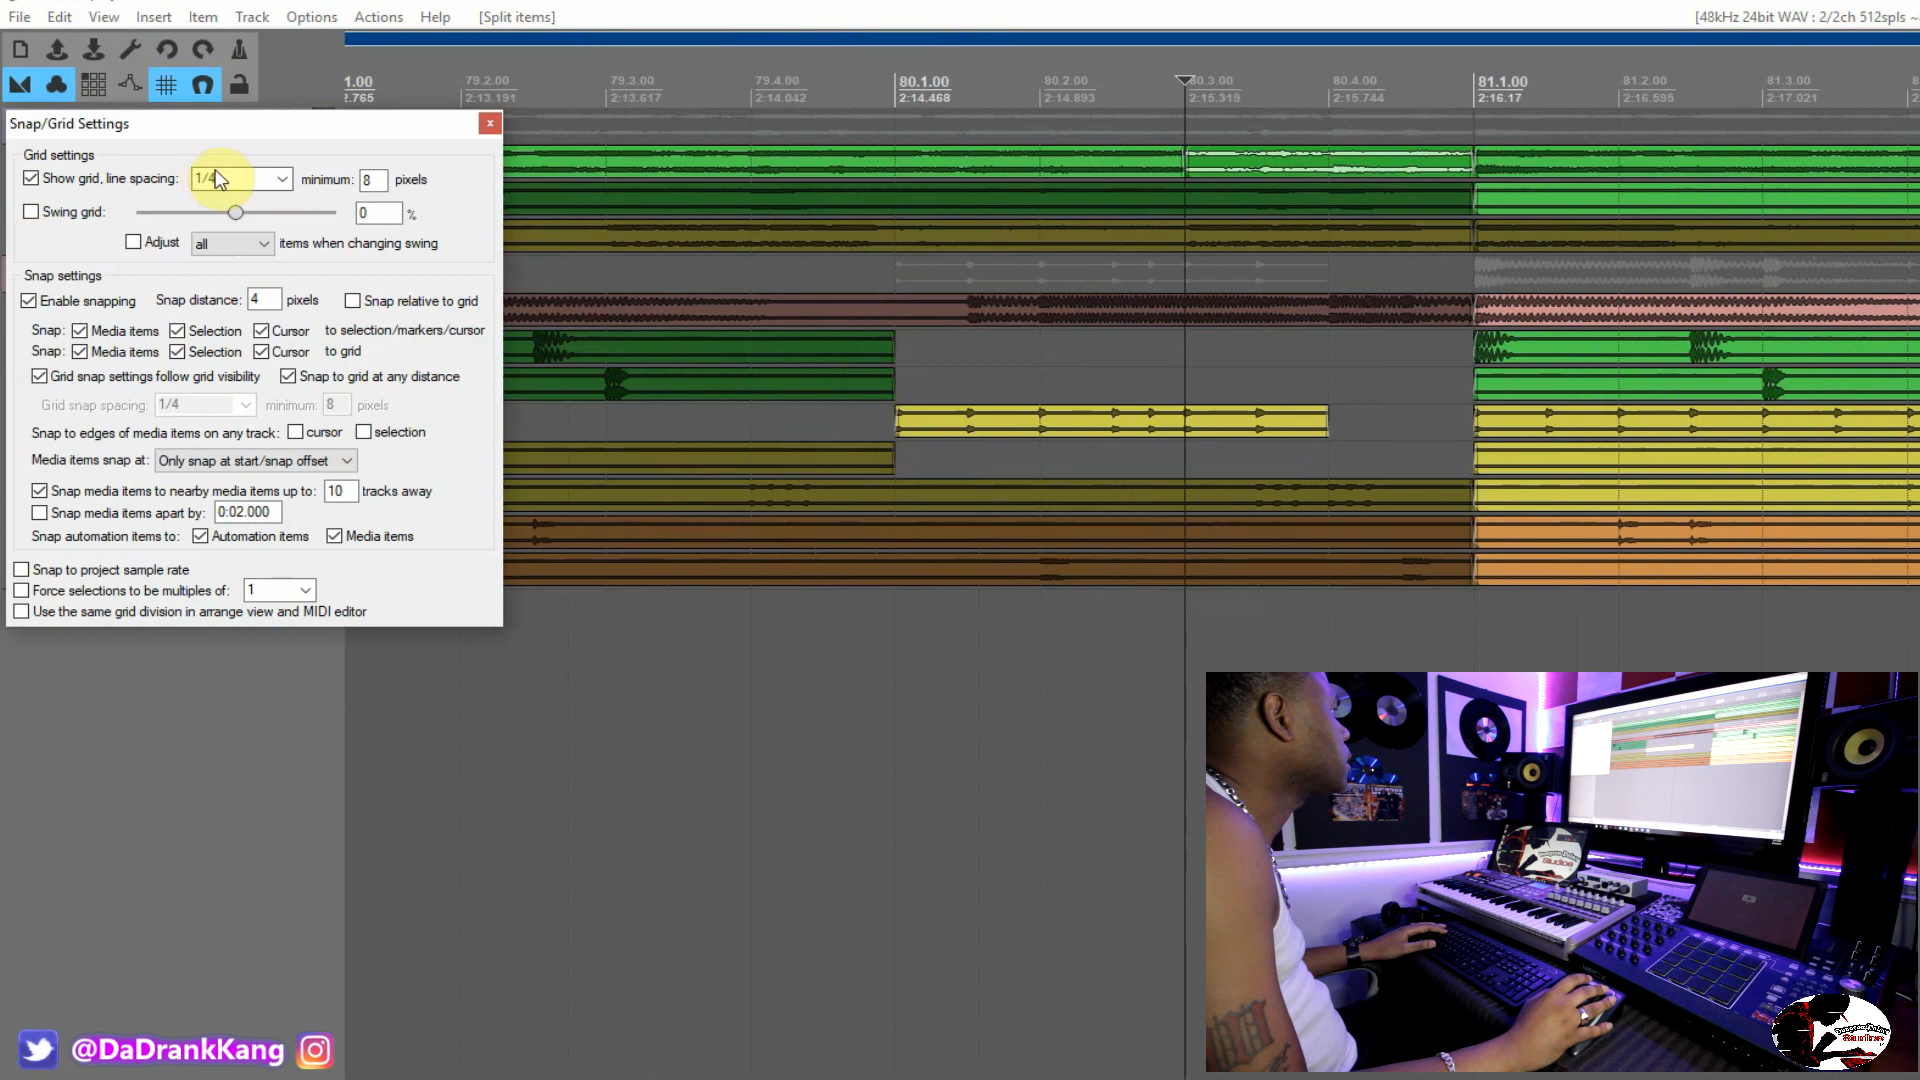 File Edit View Insert Item Track Options Actions Help [Split items]
[48kHz 24bit WAV : 2/2ch 512spls ~
1.00 79.2.00 79.3.00 79.4.00 80.1.00 80.2.00 80.3.00 80.4.00 81.1.00 81.2.00 81.3.00
2.765 2:13.191 2:13.617 2:14.042 2:14.468 2:14.893 2:15.319 2:15.744 2:16.17 2:16.595 2:17.021
Snap/Grid Settings x
Grid settings
Show grid, line spacing: 1/4 minimum: 8 pixels
Swing grid: 0 %
Adjust all items when changing swing
Snap settings
Enable snapping Snap distance: 4 pixels Snap relative to grid
Snap: Media items Selection Cursor to selection/markers/cursor
Snap: Media items Selection Cursor to grid
Grid snap settings follow grid visibility Snap to grid at any distance
Grid snap spacing: 1/4 minimum: 8 pixels
Snap to edges of media items on any track: cursor selection
Media items snap at: Only snap at start/snap offset
Snap media items to nearby media items up to: 10 tracks away
Snap media items apart by: 0:02.000
Snap automation items to: Automation items Media items
Snap to project sample rate
Force selections to be multiples of: 1
Use the same grid division in arrange view and MIDI editor
@DaDrankKang
Studios